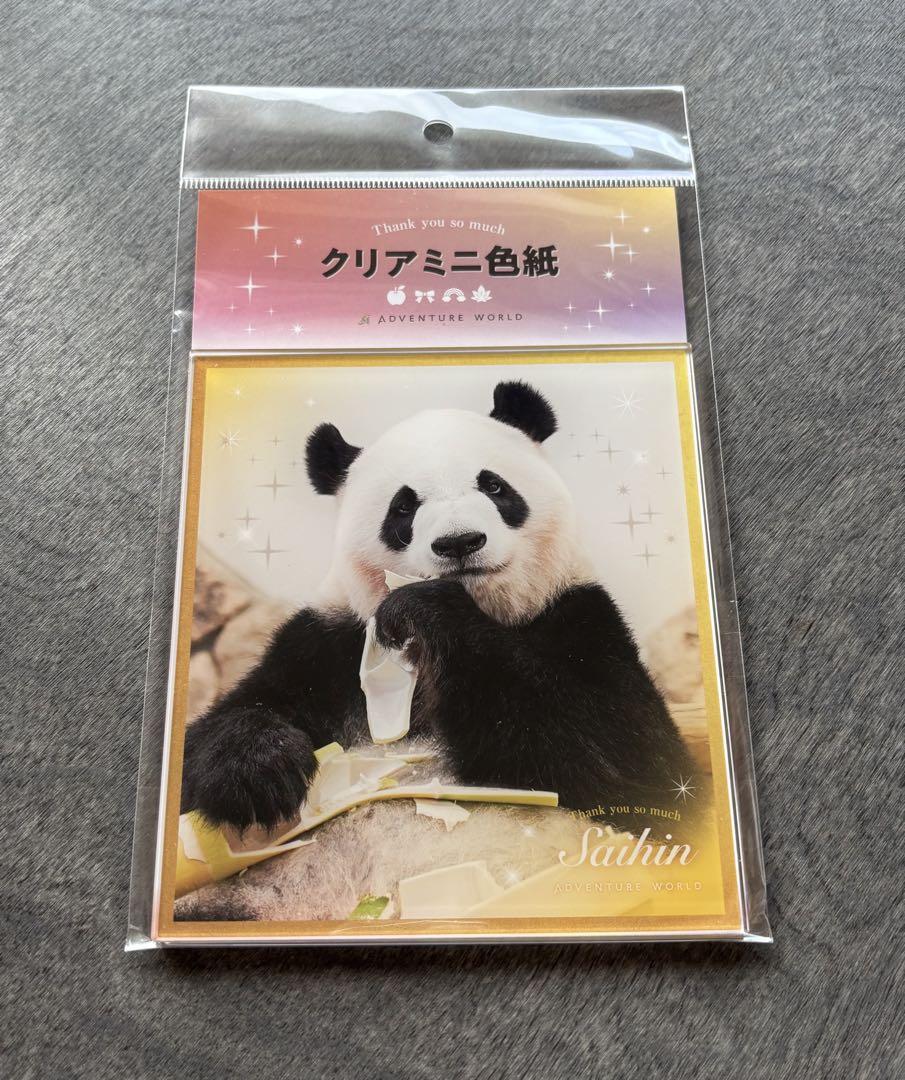 Thank you so much
クリアミニ色紙
ADVENTURE WORLD
Thank you so much
Saihin
ADVENTURE WORLD